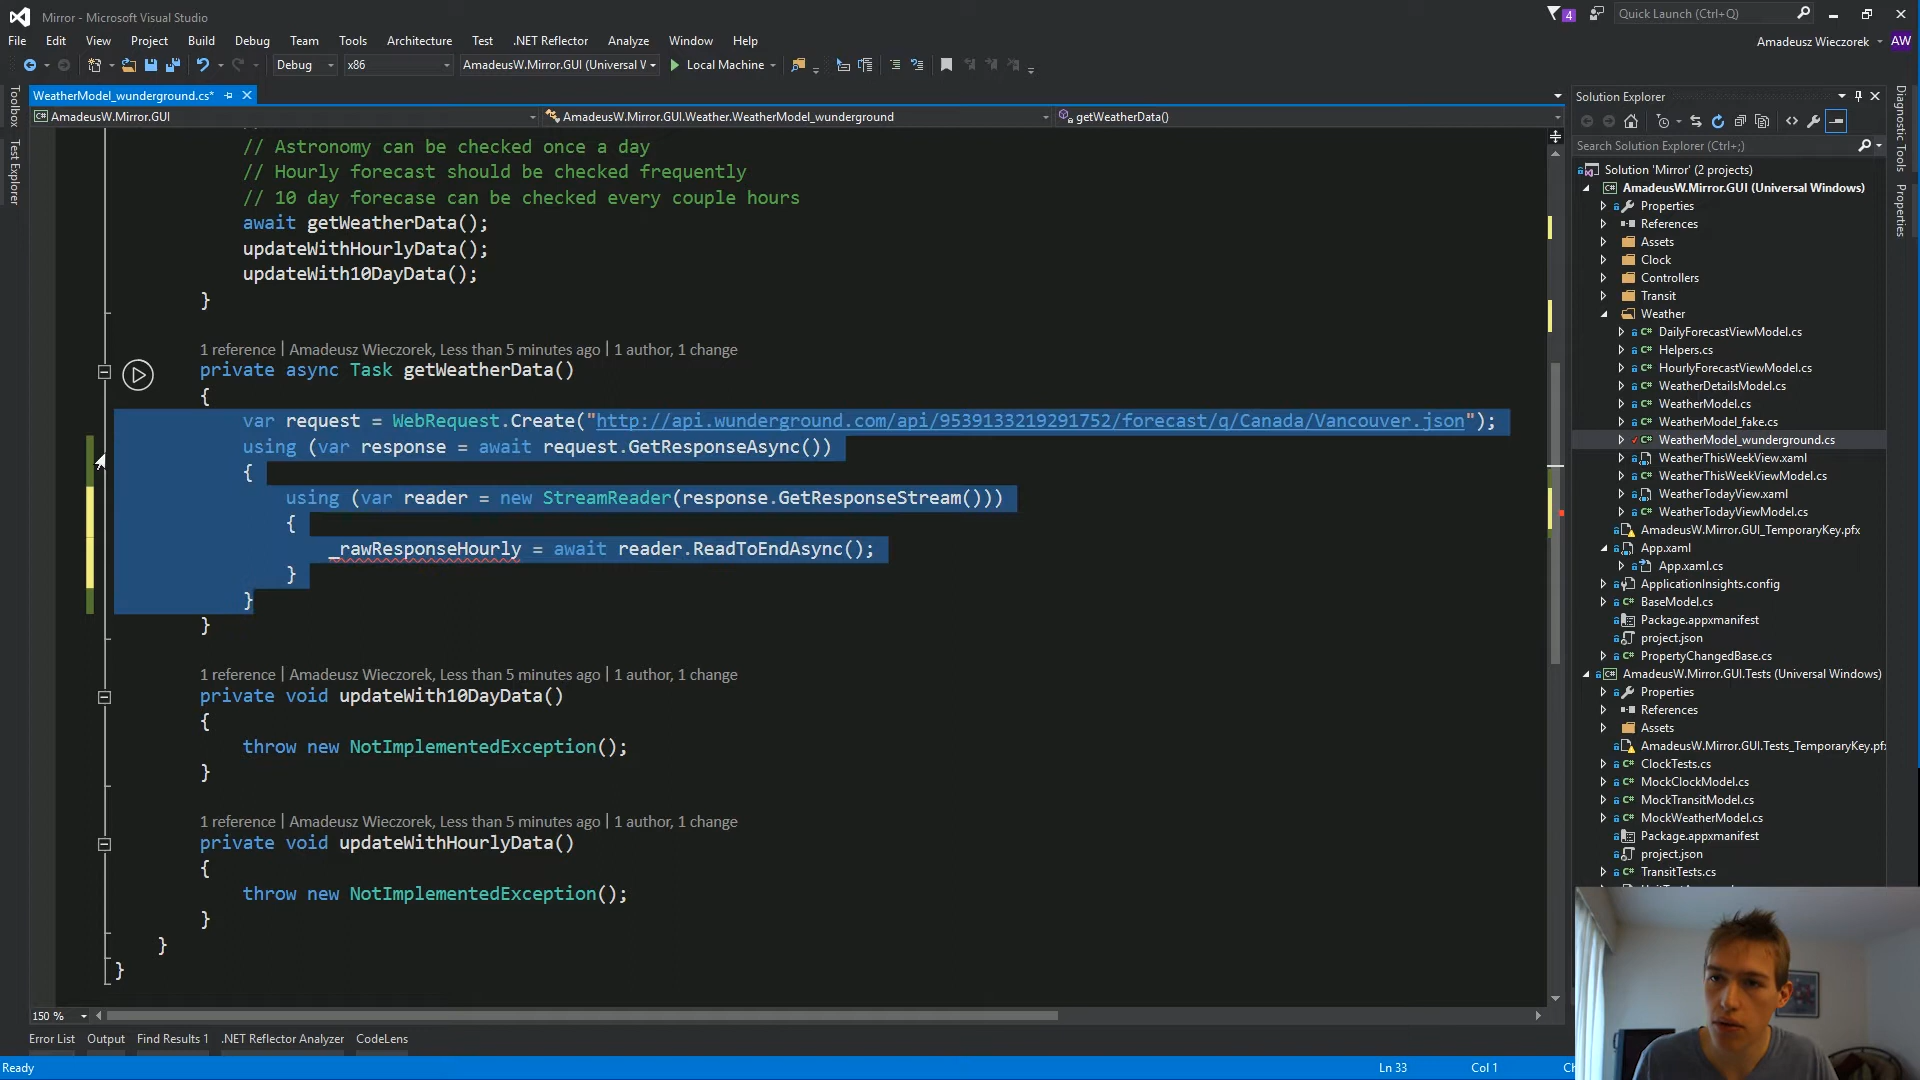 Mirror - Microsoft Visual Studio
4
Quick Launch (Ctrl+Q)
File Edit View Project Build Debug Team Tools Architecture Test .NET Reflector Analyze Window Help
Amadeusz Wieczorek AW
Debug x86 AmadeusW.Mirror.GUI (Universal V Local Machine
Toolbox
Test Explorer
WeatherModel_wunderground.cs*
AmadeusW.Mirror.GUI AmadeusW.Mirror.GUI.Weather.WeatherModel_wunderground getWeatherData()
// Astronomy can be checked once a day
// Hourly forecast should be checked frequently
// 10 day forecase can be checked every couple hours
await getWeatherData();
updateWithHourlyData();
updateWith10DayData();
}
1 reference | Amadeusz Wieczorek, Less than 5 minutes ago | 1 author, 1 change
private async Task getWeatherData()
{
var request = WebRequest.Create("http://api.wunderground.com/api/9539133219291752/forecast/q/Canada/Vancouver.json");
using (var response = await request.GetResponseAsync())
{
using (var reader = new StreamReader(response.GetResponseStream()))
{
_rawResponseHourly = await reader.ReadToEndAsync();
}
}
}
1 reference | Amadeusz Wieczorek, Less than 5 minutes ago | 1 author, 1 change
private void updateWith10DayData()
{
throw new NotImplementedException();
}
1 reference | Amadeusz Wieczorek, Less than 5 minutes ago | 1 author, 1 change
private void updateWithHourlyData()
{
throw new NotImplementedException();
}
}
}
150 %
Error List Output Find Results 1 .NET Reflector Analyzer CodeLens
Ready Ln 33 Col 1
Solution Explorer
Search Solution Explorer (Ctrl+;)
Solution 'Mirror' (2 projects)
AmadeusW.Mirror.GUI (Universal Windows)
Properties
References
Assets
Clock
Controllers
Transit
Weather
DailyForecastViewModel.cs
Helpers.cs
HourlyForecastViewModel.cs
WeatherDetailsModel.cs
WeatherModel.cs
WeatherModel_fake.cs
WeatherModel_wunderground.cs
WeatherThisWeekView.xaml
WeatherThisWeekViewModel.cs
WeatherTodayView.xaml
WeatherTodayViewModel.cs
AmadeusW.Mirror.GUI_TemporaryKey.pfx
App.xaml
App.xaml.cs
ApplicationInsights.config
BaseModel.cs
Package.appxmanifest
project.json
PropertyChangedBase.cs
AmadeusW.Mirror.GUI.Tests (Universal Windows)
Properties
References
Assets
AmadeusW.Mirror.GUI.Tests_TemporaryKey.pf
ClockTests.cs
MockClockModel.cs
MockTransitModel.cs
MockWeatherModel.cs
Package.appxmanifest
project.json
TransitTests.cs
Diagnostic Tools
Properties